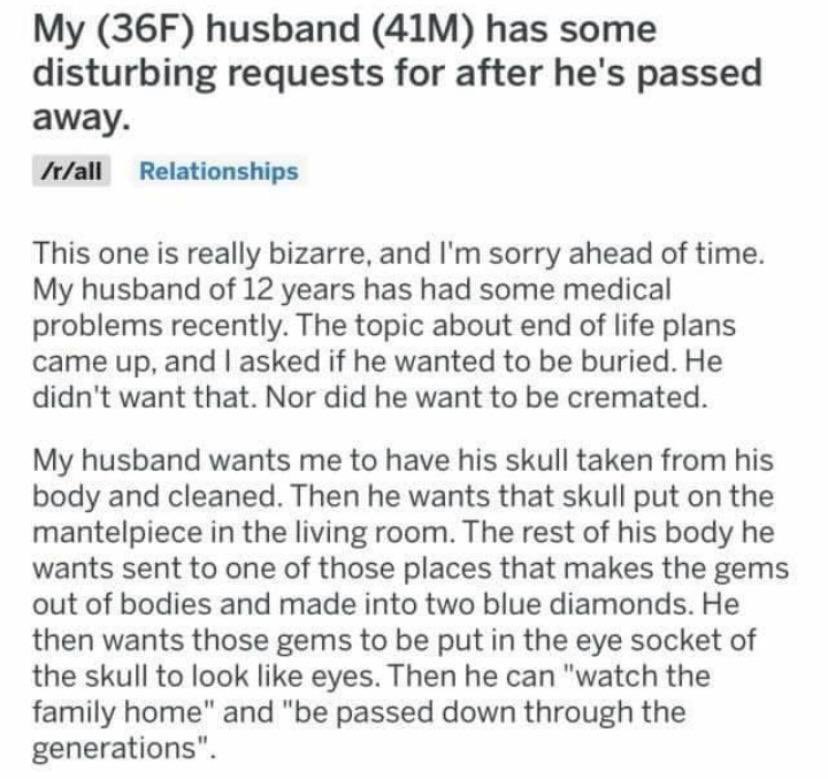 My (36F) husband (41M) has some
disturbing requests for after he's passed
away.
/r/all Relationships
This one is really bizarre, and I'm sorry ahead of time.
My husband of 12 years has had some medical
problems recently. The topic about end of life plans
came up, and I asked if he wanted to be buried. He
didn't want that. Nor did he want to be cremated.
My husband wants me to have his skull taken from his
body and cleaned. Then he wants that skull put on the
mantelpiece in the living room. The rest of his body he
wants sent to one of those places that makes the gems
out of bodies and made into two blue diamonds. He
then wants those gems to be put in the eye socket of
the skull to look like eyes. Then he can "watch the
family home" and "be passed down through the
generations".